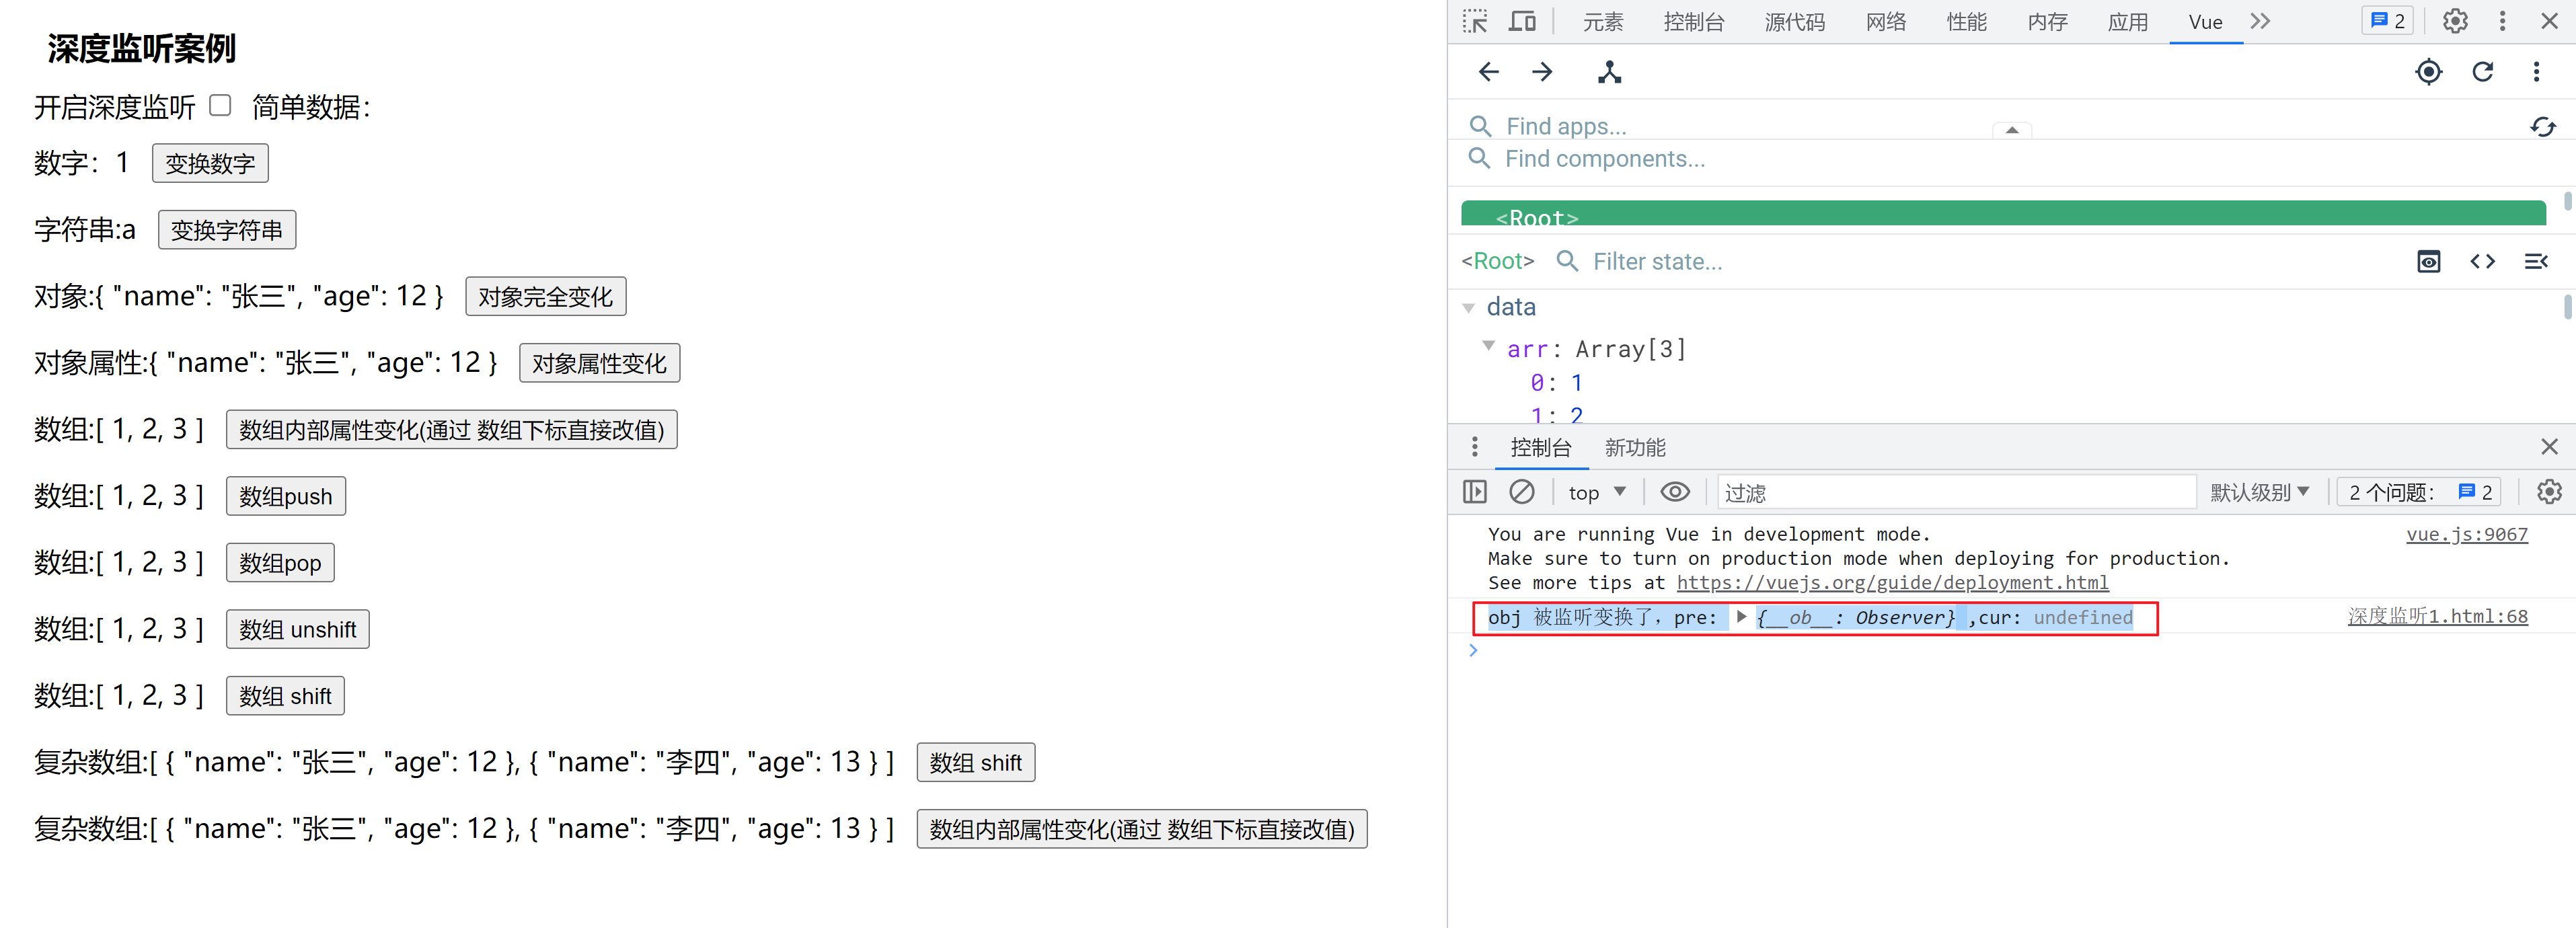 深度监听案例
开启深度监听 简单数据：
数字：1 变换数字
字符串:a 变换字符串
对象:{ "name": "张三", "age": 12 } 对象完全变化
对象属性:{ "name": "张三", "age": 12 } 对象属性变化
数组:[ 1, 2, 3 ] 数组内部属性变化(通过 数组下标直接改值)
数组:[ 1, 2, 3 ] 数组push
数组:[ 1, 2, 3 ] 数组pop
数组:[ 1, 2, 3 ] 数组 unshift
数组:[ 1, 2, 3 ] 数组 shift
复杂数组:[ { "name": "张三", "age": 12 }, { "name": "李四", "age": 13 } ] 数组 shift
复杂数组:[ { "name": "张三", "age": 12 }, { "name": "李四", "age": 13 } ] 数组内部属性变化(通过 数组下标直接改值)
元素 控制台 源代码 网络 性能 内存 应用 Vue 2
Find apps...
Find components...
<Root>
<Root> Filter state...
data
arr: Array[3]
0: 1
1: 2
控制台 新功能
top 过滤 默认级别 2 个问题： 2
You are running Vue in development mode. vue.js:9067
Make sure to turn on production mode when deploying for production.
See more tips at https://vuejs.org/guide/deployment.html
obj 被监听变换了，pre: {__ob__: Observer} ,cur: undefined 深度监听1.html:68